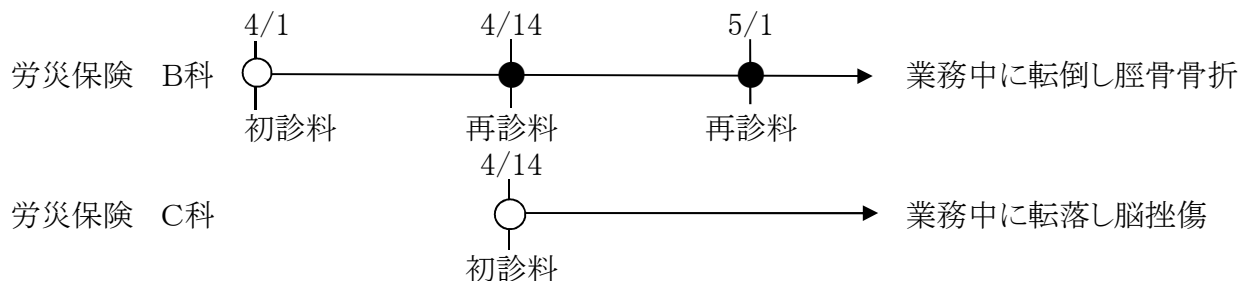 4/1 4/14 5/1
労災保険 B科 業務中に転倒し脛骨骨折
初診料 再診料 再診料
4/14
労災保険 C科 業務中に転落し脳挫傷
初診料